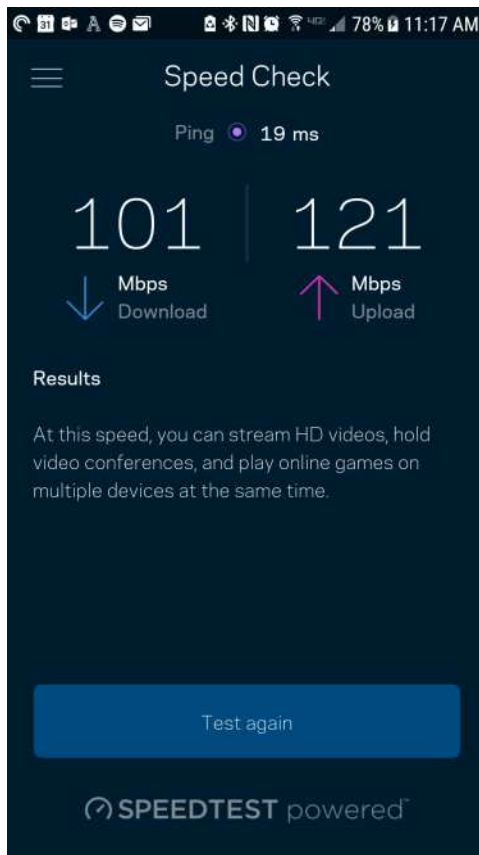 31 78% 11:17 AM
Speed Check
Ping 19 ms
101 121
Mbps Mbps
Download Upload
Results
At this speed, you can stream HD videos, hold
video conferences, and play online games on
multiple devices at the same time.
Test again
SPEEDTEST powered™